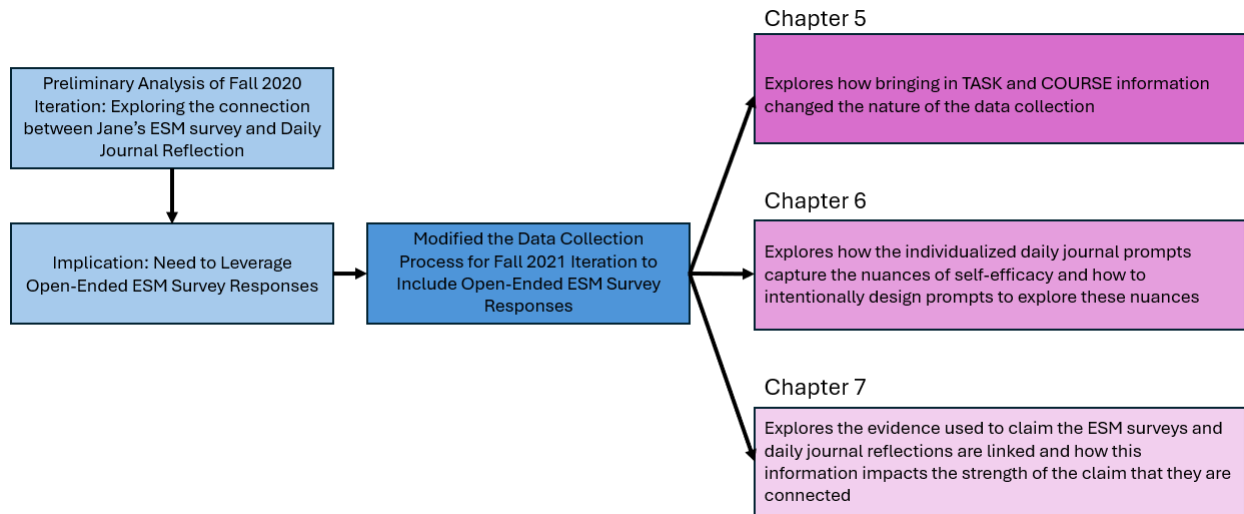 Preliminary Analysis of Fall 2020
Iteration: Exploring the connection
between Jane's ESM survey and Daily
Journal Reflection
Implication: Need to Leverage
Open-Ended ESM Survey Responses
Modified the Data Collection
Process for Fall 2021 Iteration to
Include Open-Ended ESM Survey
Responses
Chapter 5
Explores how bringing in TASK and COURSE information
changed the nature of the data collection
Chapter 6
Explores how the individualized daily journal prompts
capture the nuances of self-efficacy and how to
intentionally design prompts to explore these nuances
Chapter 7
Explores the evidence used to claim the ESM surveys and
daily journal reflections are linked and how this
information impacts the strength of the claim that they are
connected